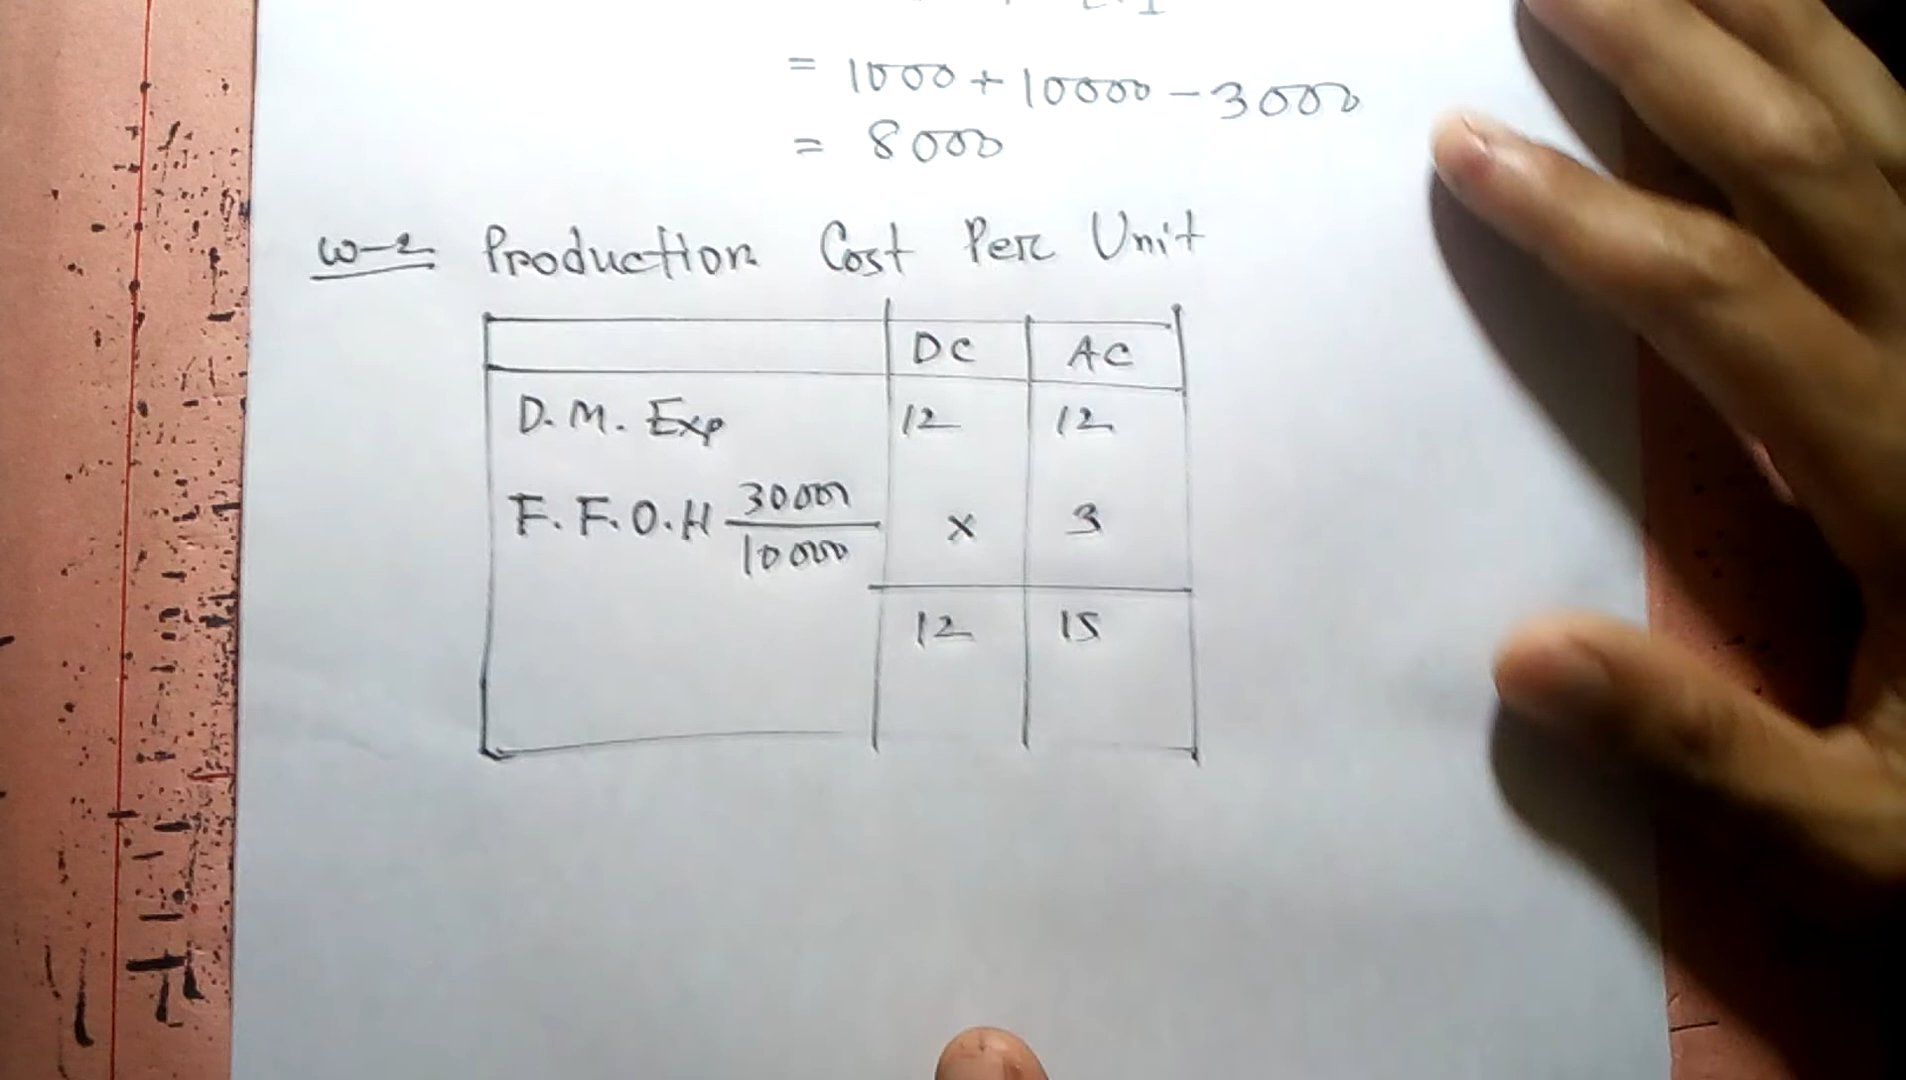 = 1000 + 10000 - 3000
= 8000
W-2 Production Cost Per Unit
DC AC
D. M. Exp 12 12
F. F. O. H 30000/10000 x 3
12 15